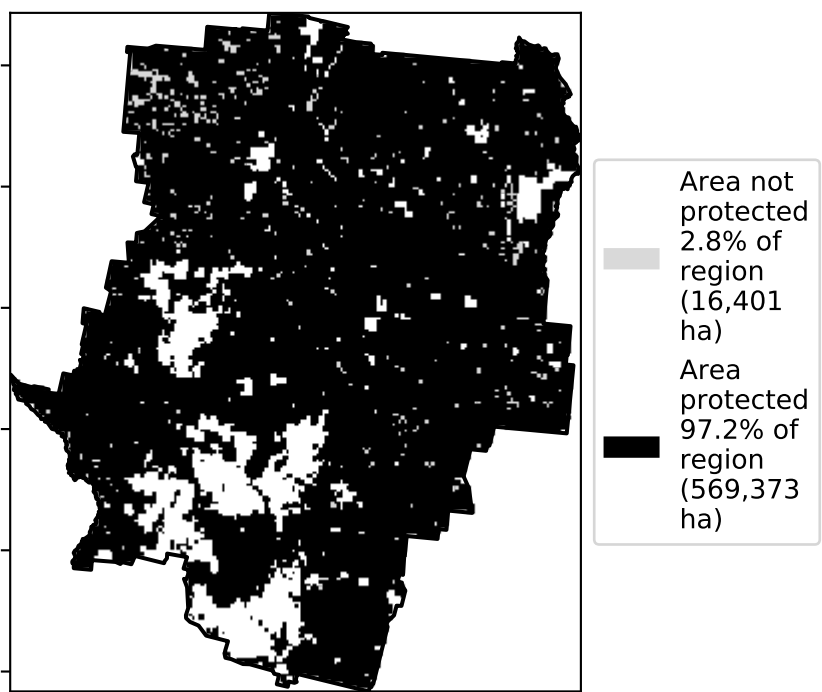 Area not
protected
2.8% of
region
(16,401
ha)
Area
protected
97.2% of
region
(569,373
ha)